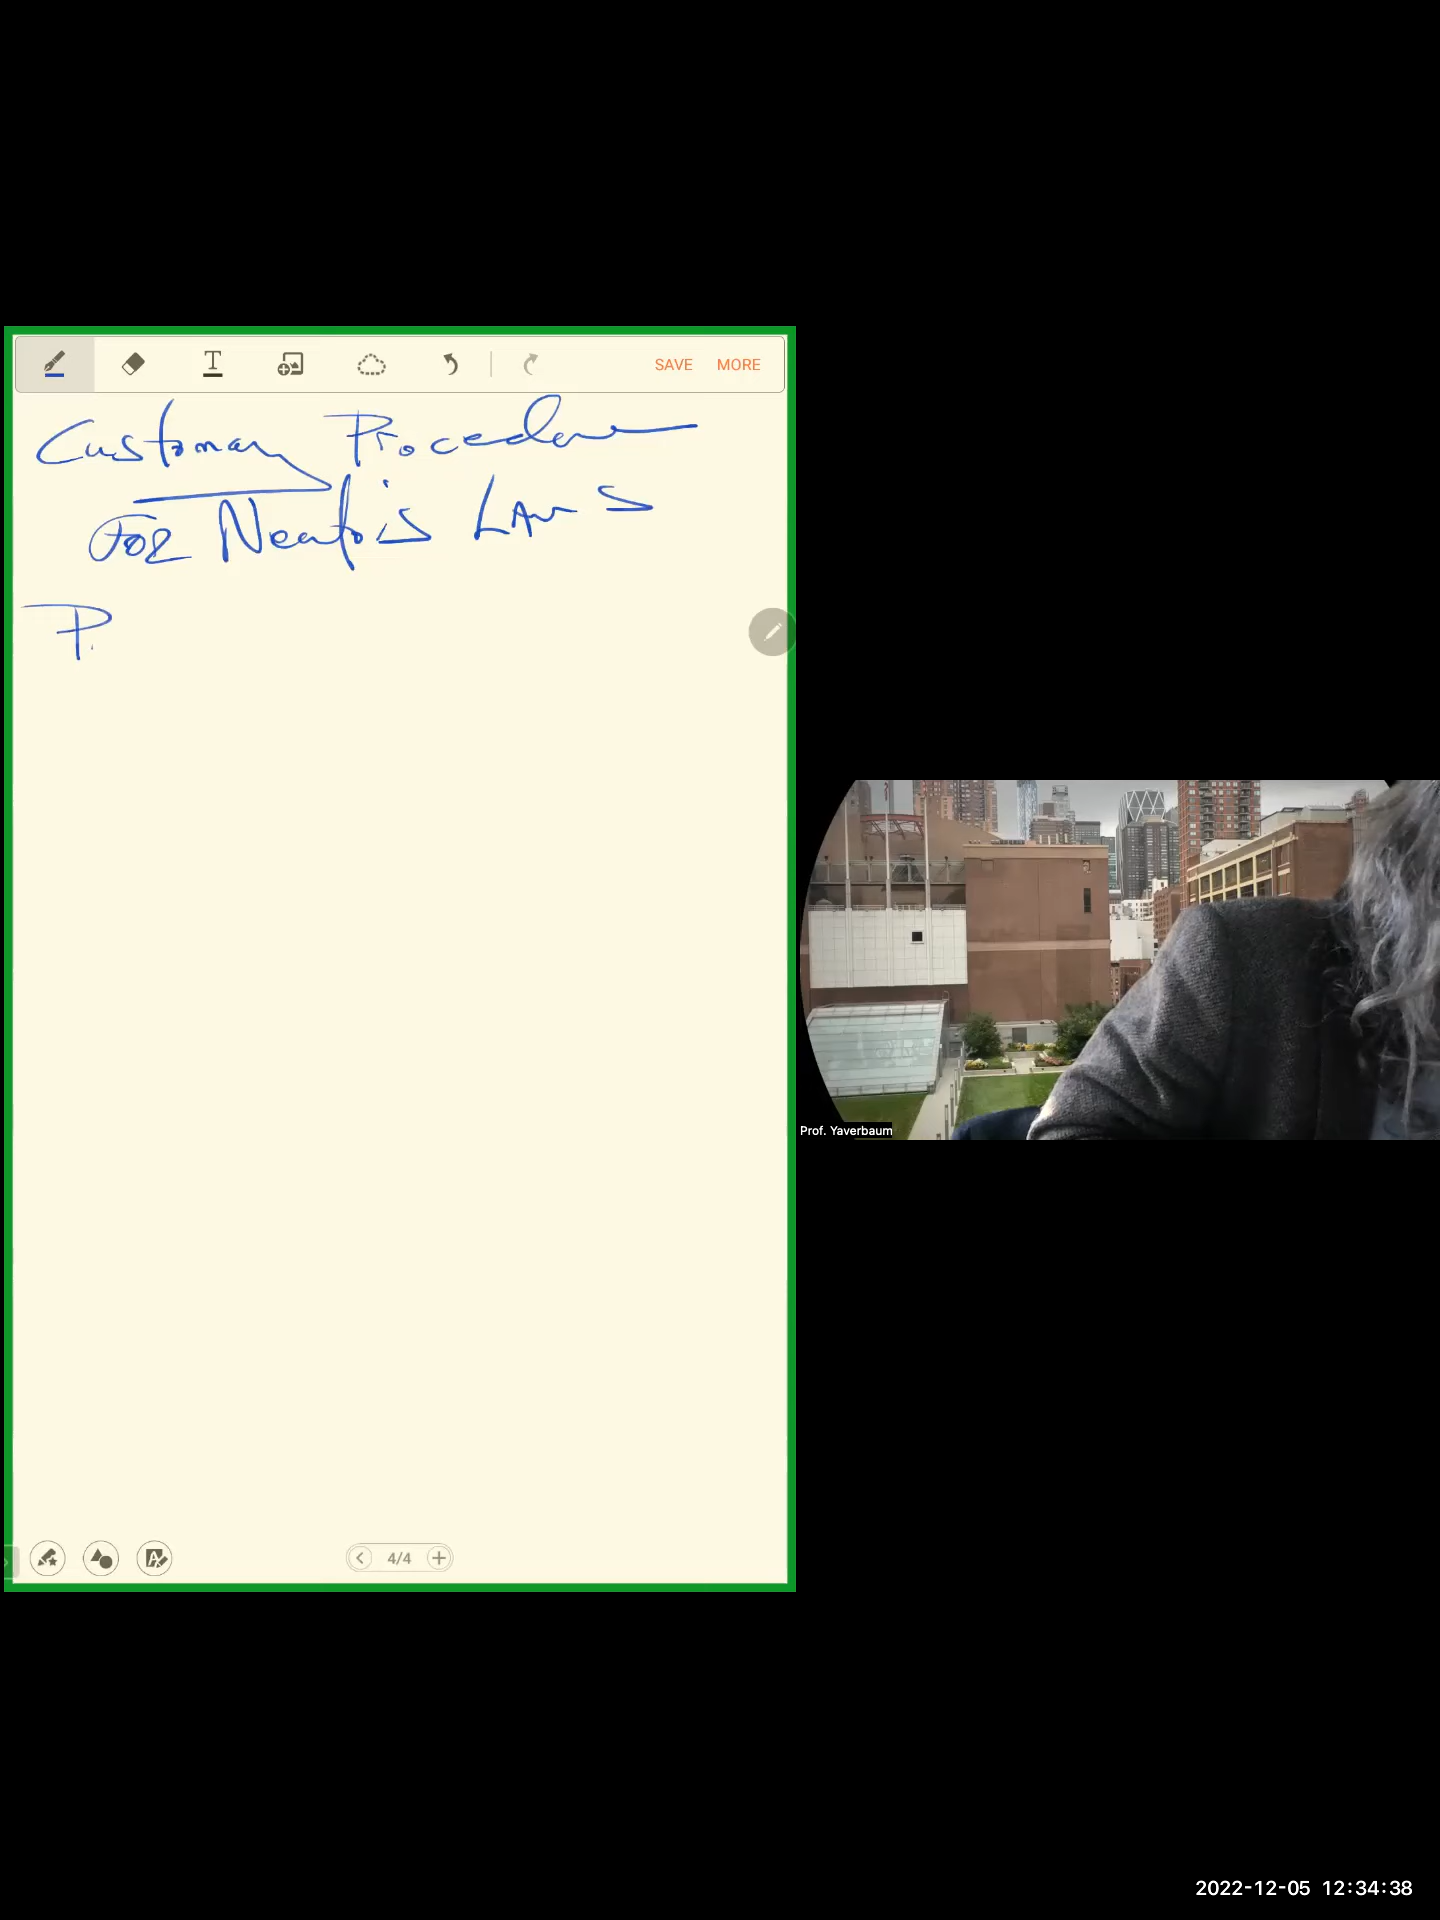 T
SAVE MORE
Customary Procedure
For Newton's Laws
P.
4/4
Prof. Yaverbaum
2022-12-05 12:34:38